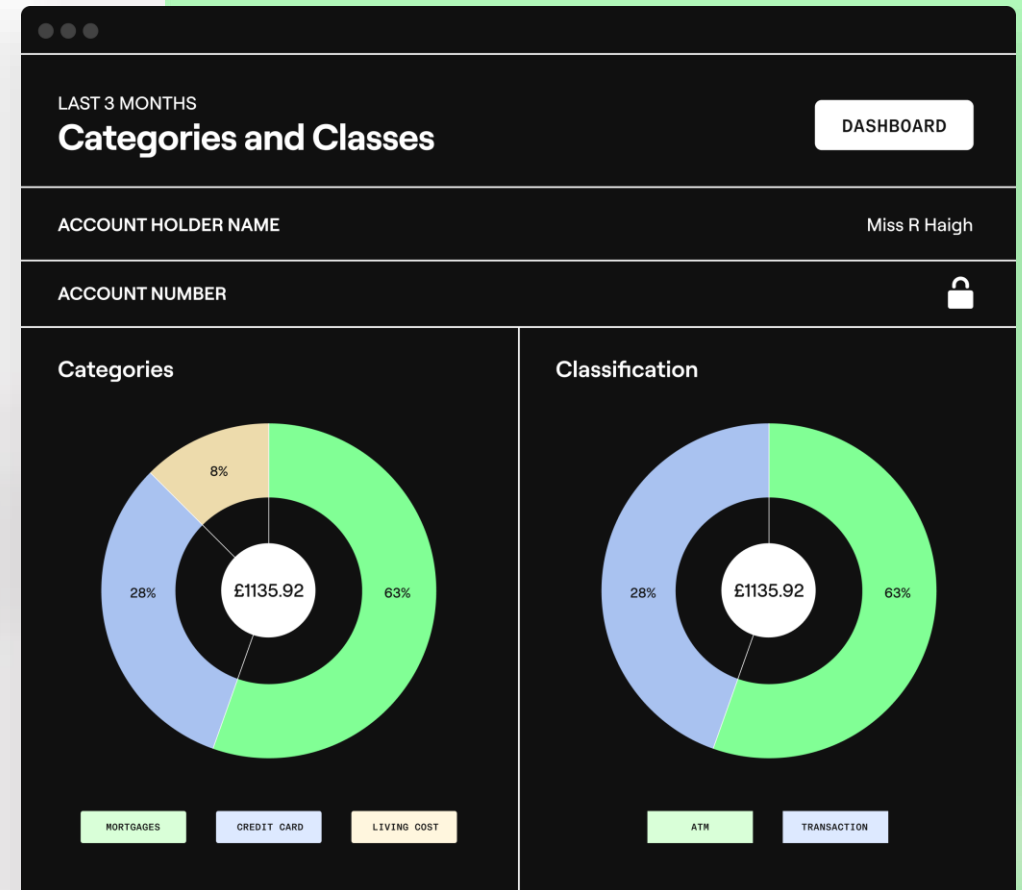 LAST 3 MONTHS
Categories and Classes
DASHBOARD
ACCOUNT HOLDER NAME
Miss R Haigh
ACCOUNT NUMBER
Categories
8%
28%
£1135.92
63%
MORTGAGES
CREDIT CARD
LIVING COST
Classification
28%
£1135.92
63%
ATM
TRANSACTION